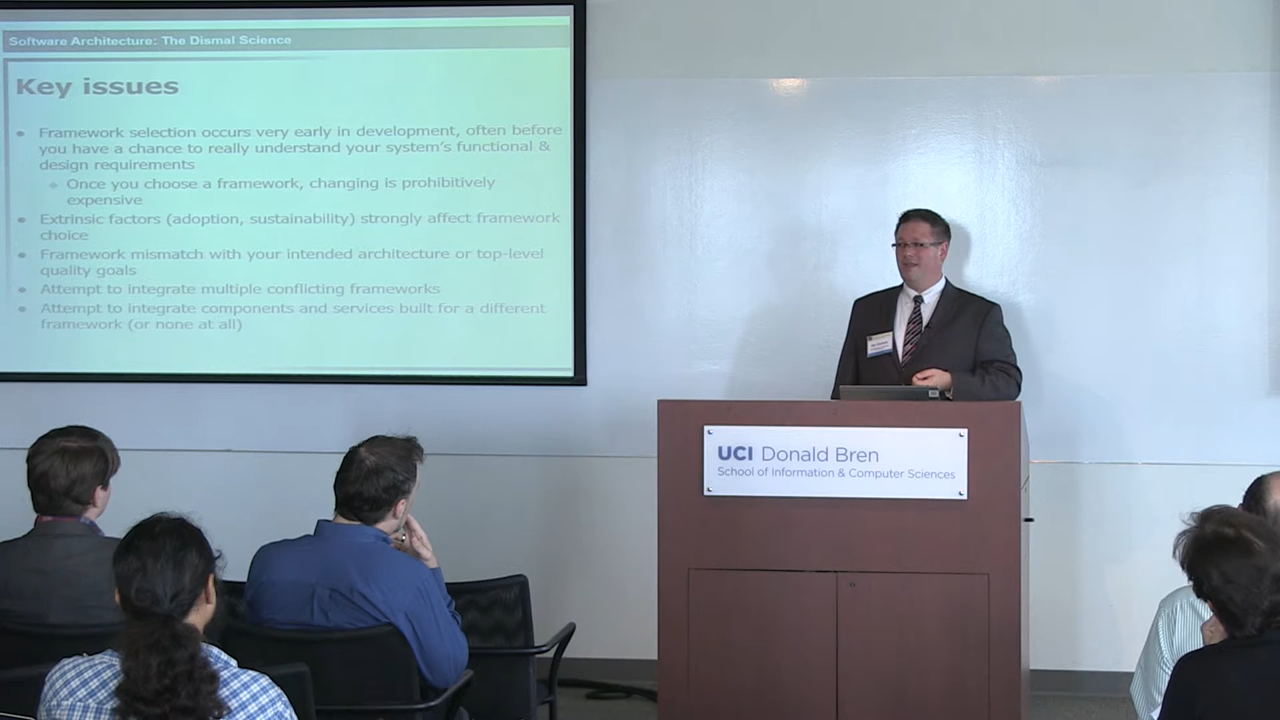 Software Architecture: The Dismal Science
Key issues
Framework selection occurs very early in development, often before
you have a chance to really understand your system's functional &
design requirements
Once you choose a framework, changing is prohibitively
expensive
Extrinsic factors (adoption, sustainability) strongly affect framework
choice
Framework mismatch with your intended architecture or top-level
quality goals
Attempt to integrate multiple conflicting frameworks
Attempt to integrate components and services built for a different
framework (or none at all)
UCI Donald Bren
School of Information & Computer Sciences